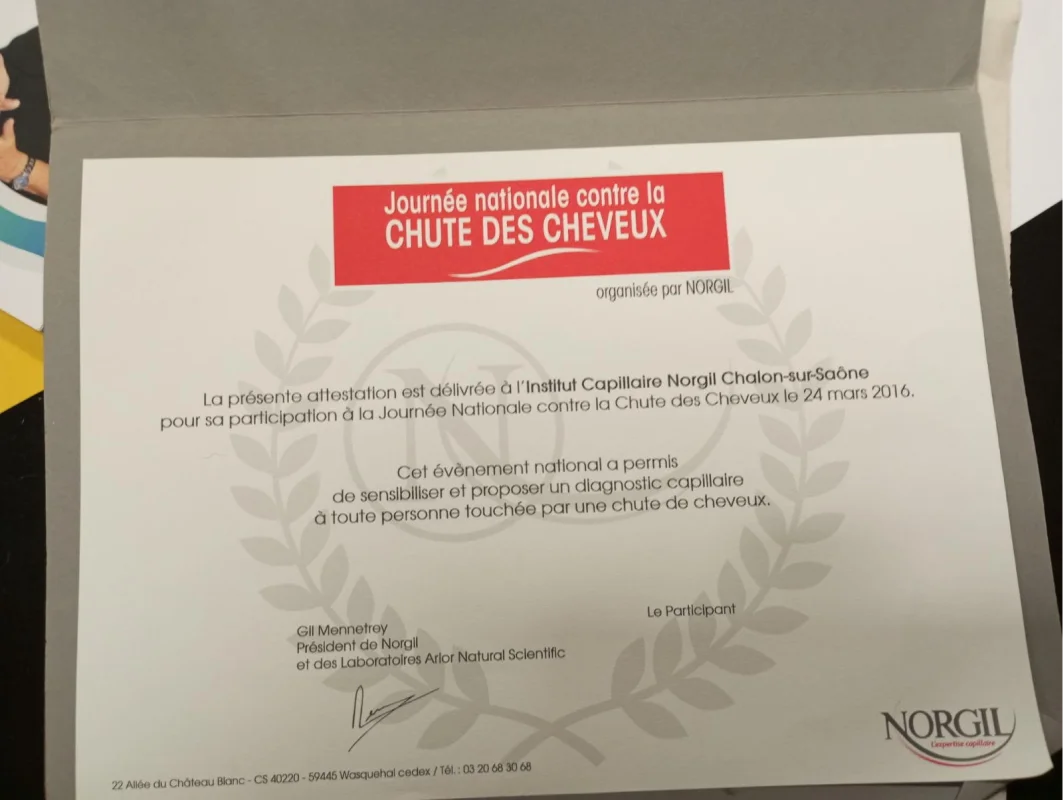 Journée nationale contre la
CHUTE DES CHEVEUX
organisée par NORGIL
La présente attestation est délivrée à l'Institut Capillaire Norgil Chalon-sur-Saône
pour sa participation à la Journée Nationale contre la Chute des Cheveux le 24 mars 2016.
Cet évènement national a permis
de sensibiliser et proposer un diagnostic capillaire
à toute personne touchée par une chute de cheveux.
Le Participant
Gil Mennetrey
Président de Norgil
et des Laboratoires Arlor Natural Scientific
NORGIL
L'expertise capillaire
22 Allée du Château Blanc - CS 40220 - 59445 Wasquehal cedex / Tél. : 03 20 68 30 68